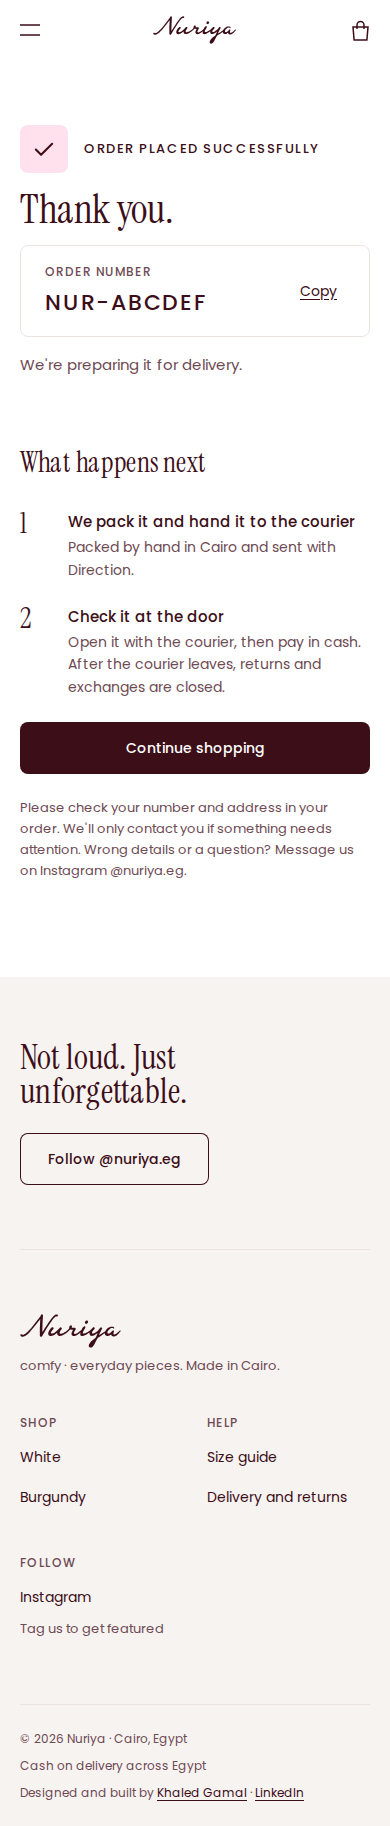 Nuriya
ORDER PLACED SUCCESSFULLY
Thank you.
ORDER NUMBER
NUR-ABCDEF
Copy
We're preparing it for delivery.
What happens next
1
We pack it and hand it to the courier
Packed by hand in Cairo and sent with
Direction.
2
Check it at the door
Open it with the courier, then pay in cash.
After the courier leaves, returns and
exchanges are closed.
Continue shopping
Please check your number and address in your
order. We'll only contact you if something needs
attention. Wrong details or a question? Message us
on Instagram @nuriya.eg.
Not loud. Just
unforgettable.
Follow @nuriya.eg
Nuriya
comfy · everyday pieces. Made in Cairo.
SHOP
White
Burgundy
HELP
Size guide
Delivery and returns
FOLLOW
Instagram
Tag us to get featured
© 2026 Nuriya · Cairo, Egypt
Cash on delivery across Egypt
Designed and built by Khaled Gamal · LinkedIn